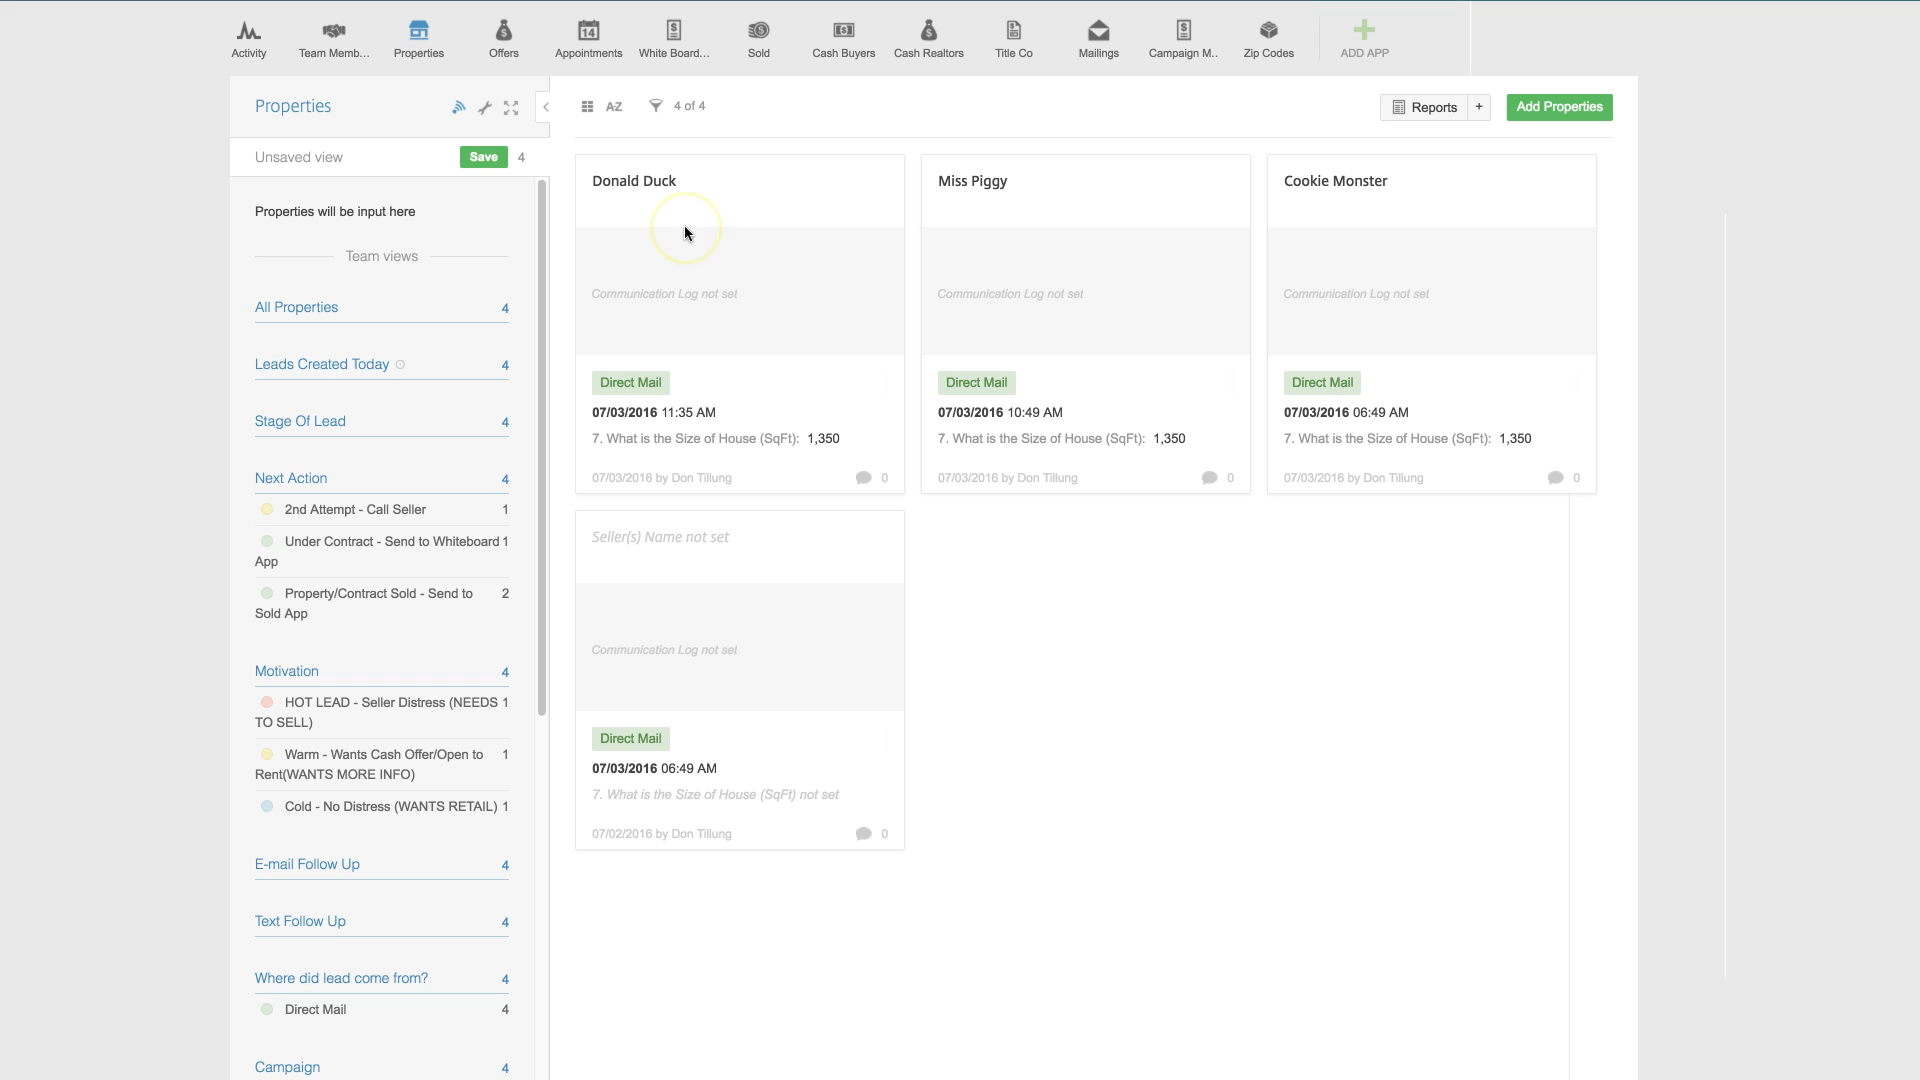 Activity
Team Memb...
Properties
Offers
14
Appointments
White Board...
Sold
Cash Buyers
Cash Realtors
Title Co
Mailings
Campaign M..
Zip Codes
ADD APP
Properties
A-Z
4 of 4
Reports
+
Add Properties
Unsaved view
Save
4
Properties will be input here
Team views
All Properties 4
Leads Created Today 4
Stage Of Lead 4
Next Action 4
2nd Attempt - Call Seller 1
Under Contract - Send to Whiteboard 1
App
Property/Contract Sold - Send to 2
Sold App
Motivation 4
HOT LEAD - Seller Distress (NEEDS 1
TO SELL)
Warm - Wants Cash Offer/Open to 1
Rent(WANTS MORE INFO)
Cold - No Distress (WANTS RETAIL) 1
E-mail Follow Up 4
Text Follow Up 4
Where did lead come from? 4
Direct Mail 4
Campaign 4
Donald Duck
Communication Log not set
Direct Mail
07/03/2016 11:35 AM
7. What is the Size of House (SqFt): 1,350
07/03/2016 by Don Tillung 0
Miss Piggy
Communication Log not set
Direct Mail
07/03/2016 10:49 AM
7. What is the Size of House (SqFt): 1,350
07/03/2016 by Don Tillung 0
Cookie Monster
Communication Log not set
Direct Mail
07/03/2016 06:49 AM
7. What is the Size of House (SqFt): 1,350
07/03/2016 by Don Tillung 0
Seller(s) Name not set
Communication Log not set
Direct Mail
07/03/2016 06:49 AM
7. What is the Size of House (SqFt) not set
07/02/2016 by Don Tillung 0